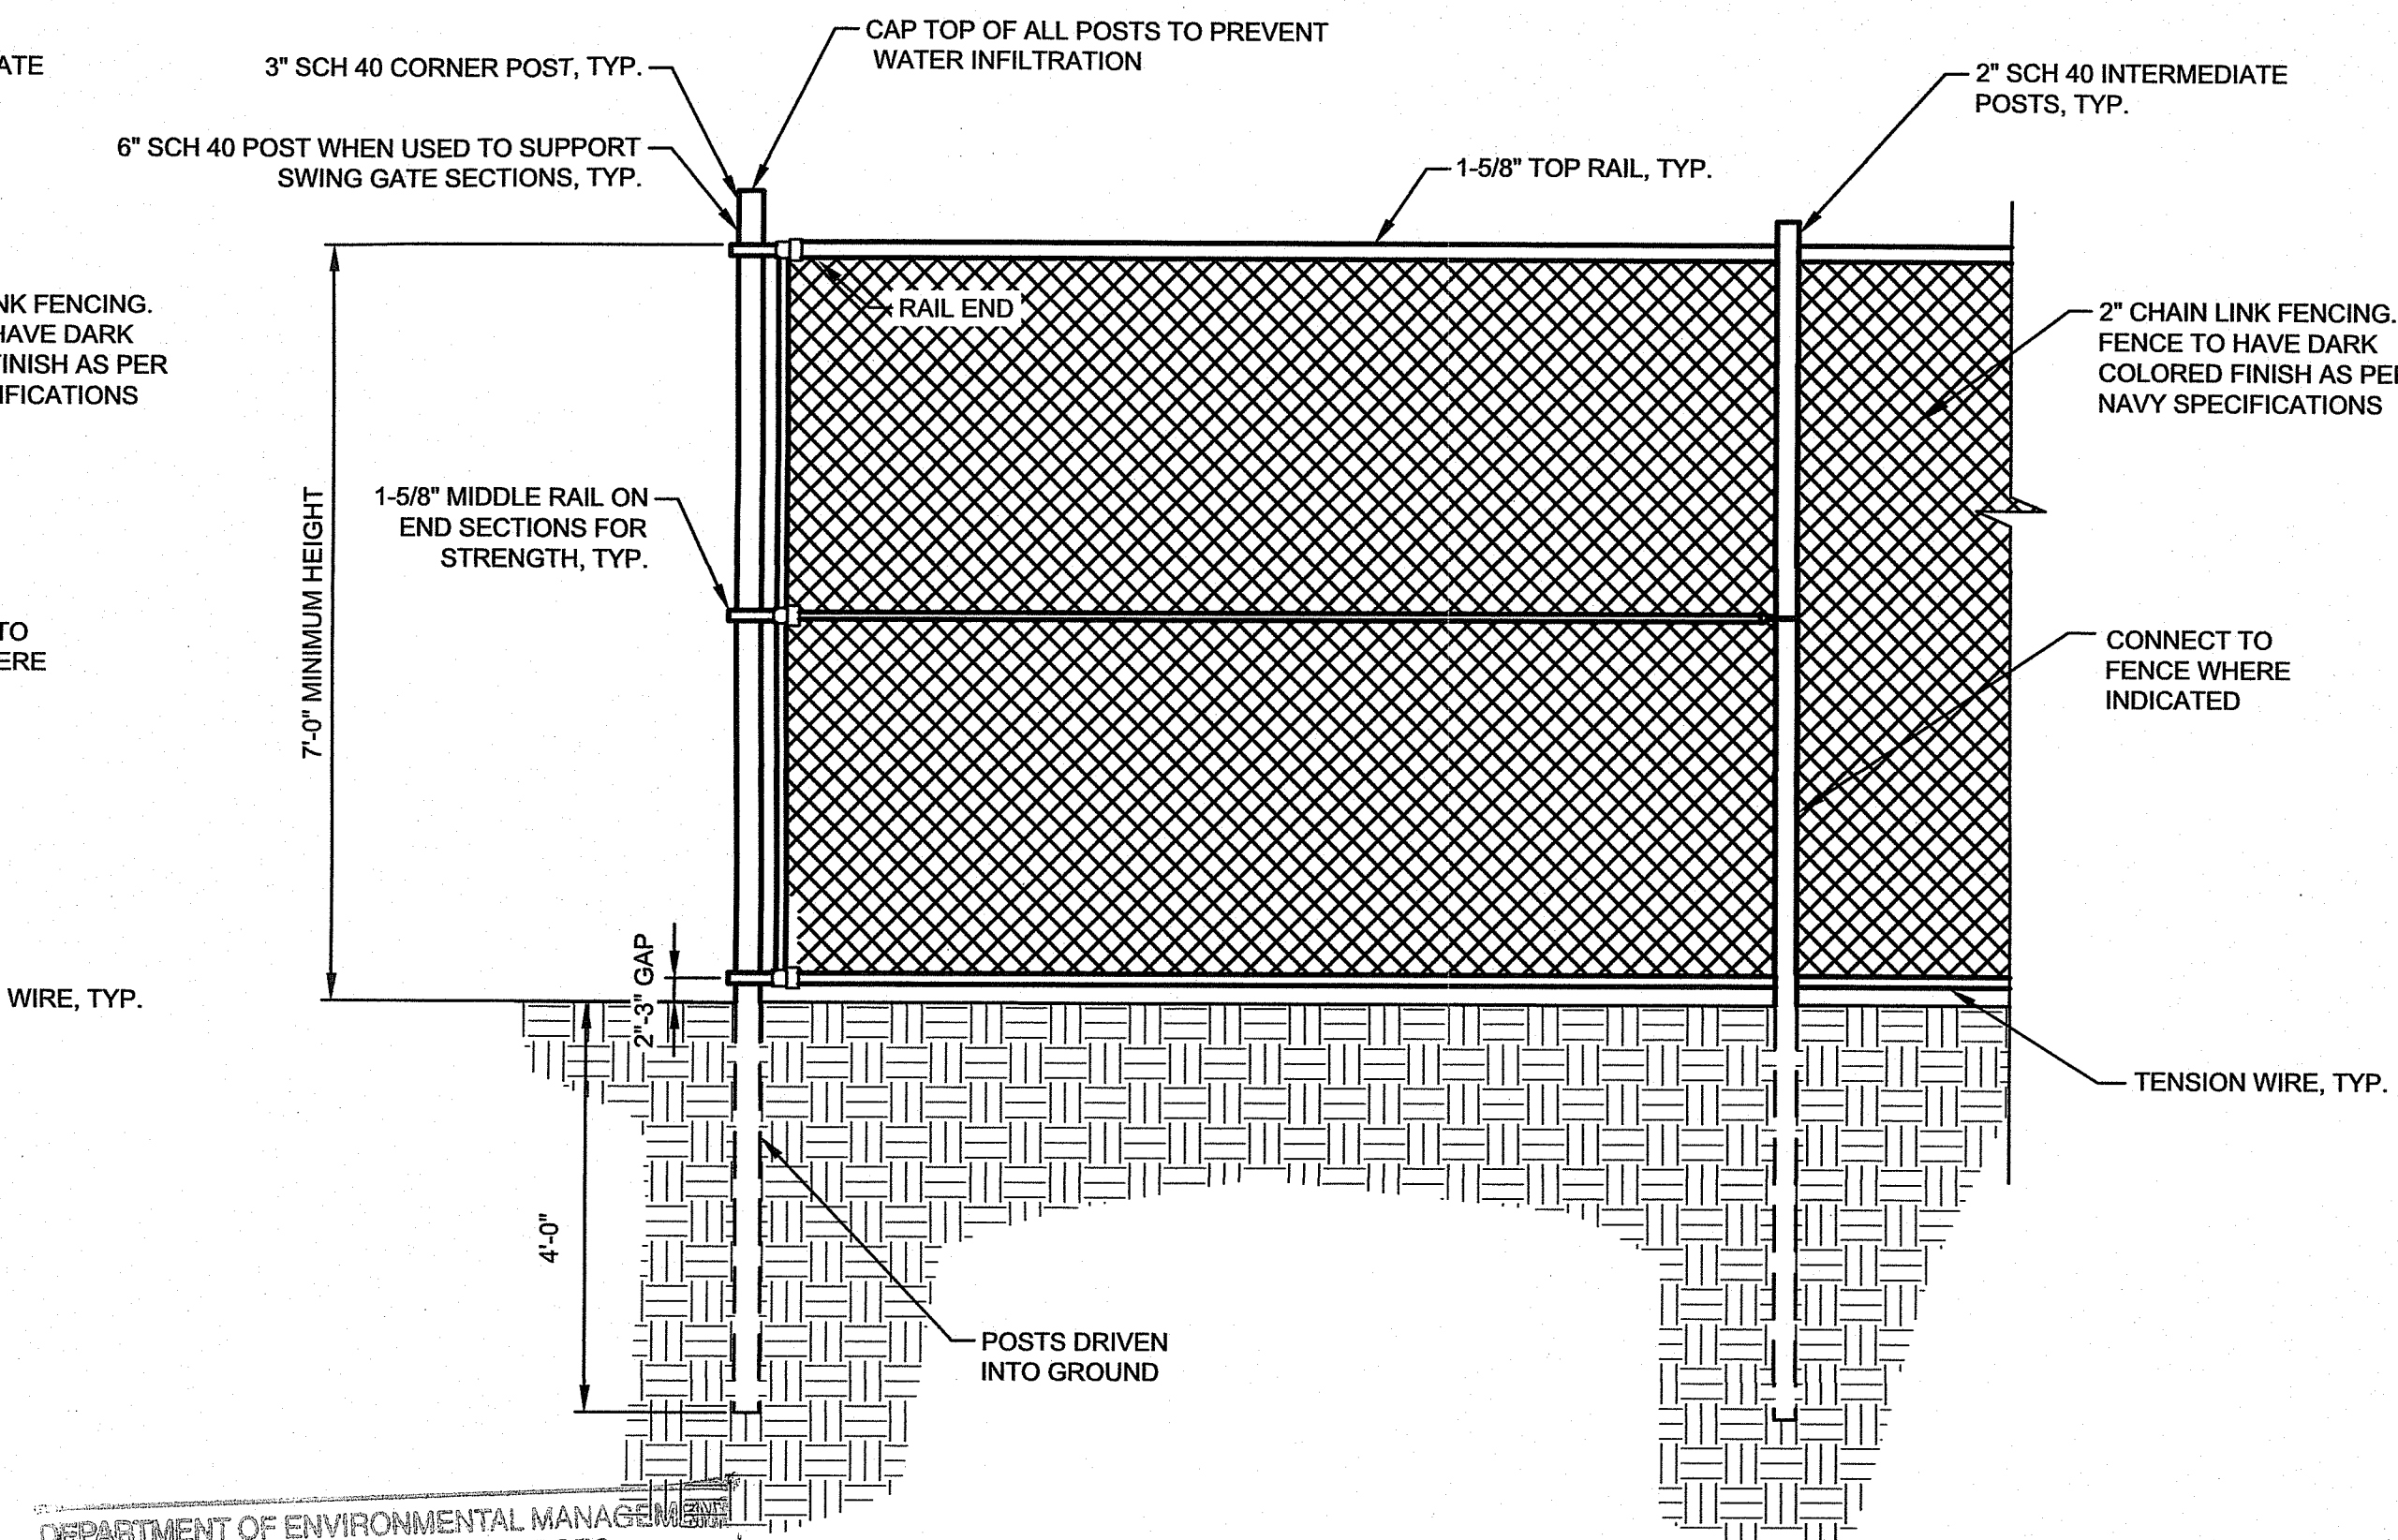 ATE
3" SCH 40 CORNER POST, TYP.
CAP TOP OF ALL POSTS TO PREVENT
WATER INFILTRATION
2" SCH 40 INTERMEDIATE
POSTS, TYP.
6" SCH 40 POST WHEN USED TO SUPPORT
SWING GATE SECTIONS, TYP.
1-5/8" TOP RAIL, TYP.
NK FENCING.
HAVE DARK
FINISH AS PER
IFICATIONS
RAIL END
2" CHAIN LINK FENCING.
FENCE TO HAVE DARK
COLORED FINISH AS PE
NAVY SPECIFICATIONS
7'-0" MINIMUM HEIGHT
1-5/8" MIDDLE RAIL ON
END SECTIONS FOR
STRENGTH, TYP.
TO
ERE
CONNECT TO
FENCE WHERE
INDICATED
2"-3" GAP
WIRE, TYP.
TENSION WIRE, TYP.
4'-0"
POSTS DRIVEN
INTO GROUND
DEPARTMENT OF ENVIRONMENTAL MANAGEMENT